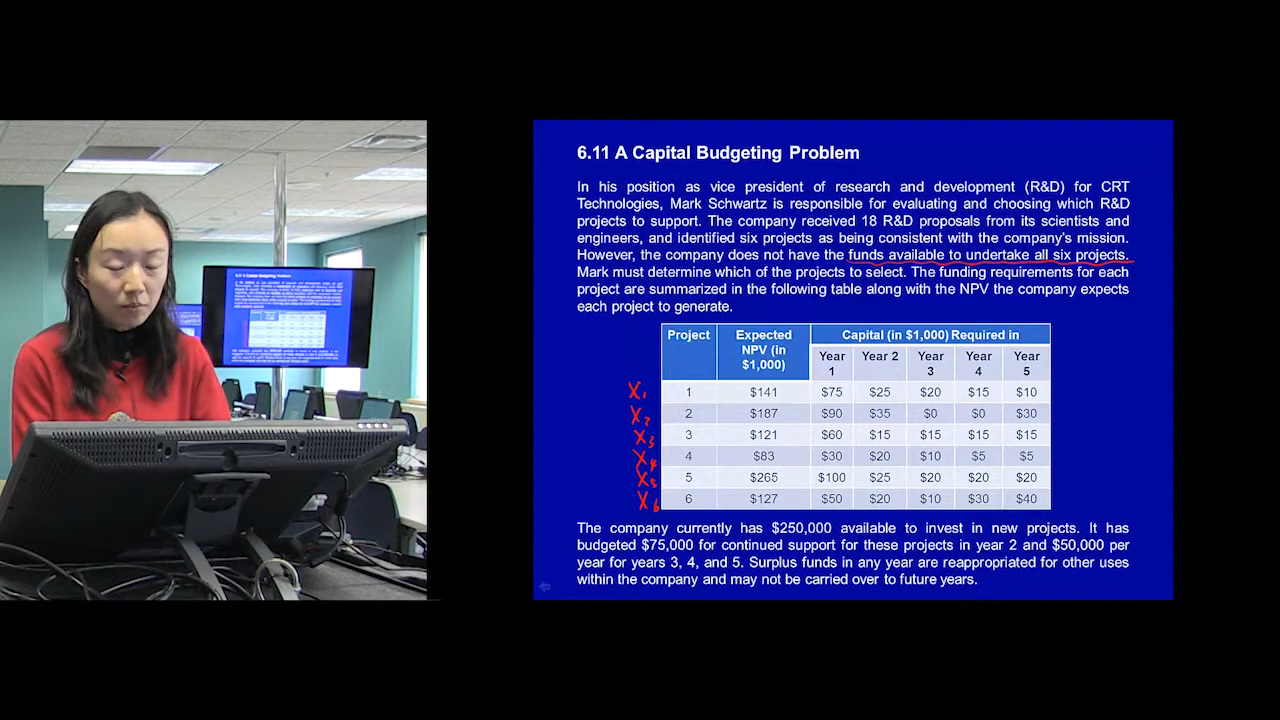 6.11 A Capital Budgeting Problem
In his position as vice president of research and development (R&D) for CRT
Technologies, Mark Schwartz is responsible for evaluating and choosing which R&D
projects to support. The company received 18 R&D proposals from its scientists and
engineers, and identified six projects as being consistent with the company's mission.
However, the company does not have the funds available to undertake all six projects.
Mark must determine which of the projects to select. The funding requirements for each
project are summarized in the following table along with the NPV the company expects
each project to generate.
Project Expected NPV (in $1,000) Capital (in $1,000) Required in
Year 1 Year 2 Year 3 Year 4 Year 5
X1 1 $141 $75 $25 $20 $15 $10
X2 2 $187 $90 $35 $0 $0 $30
X3 3 $121 $60 $15 $15 $15 $15
X4 4 $83 $30 $20 $10 $5 $5
X5 5 $265 $100 $25 $20 $20 $20
X6 6 $127 $50 $20 $10 $30 $40
The company currently has $250,000 available to invest in new projects. It has
budgeted $75,000 for continued support for these projects in year 2 and $50,000 per
year for years 3, 4, and 5. Surplus funds in any year are reappropriated for other uses
within the company and may not be carried over to future years.